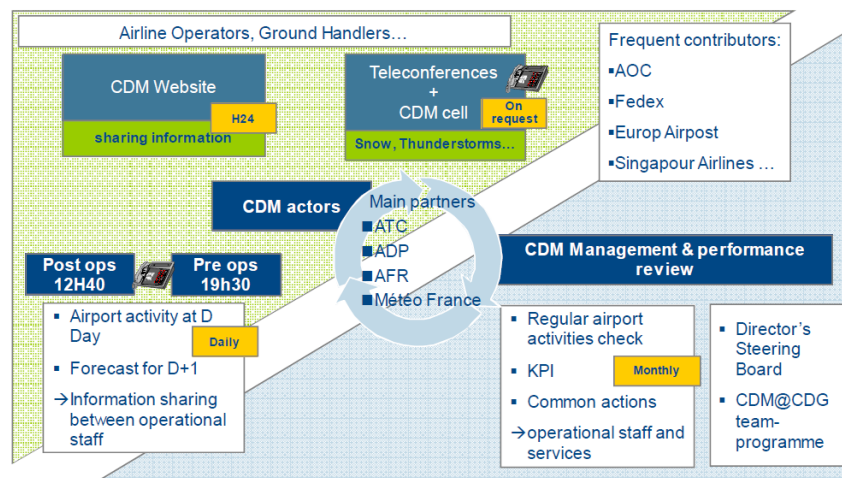 Airline Operators, Ground Handlers…
CDM Website
H24
sharing information
Teleconferences
+
CDM cell
On
request
Snow, Thunderstorms…
Frequent contributors:
▪AOC
▪Fedex
▪Europ Airpost
▪Singapour Airlines …
CDM actors
Main partners
■ATC
■ADP
■AFR
■Météo France
Post ops
12H40
Pre ops
19h30
▪ Airport activity at D
Day
Daily
▪ Forecast for D+1
→Information sharing
between operational
staff
CDM Management & performance
review
▪ Regular airport
activities check
▪ KPI
Monthly
▪ Common actions
→operational staff and
services
▪ Director’s
Steering
Board
▪ CDM@CDG
team-
programme